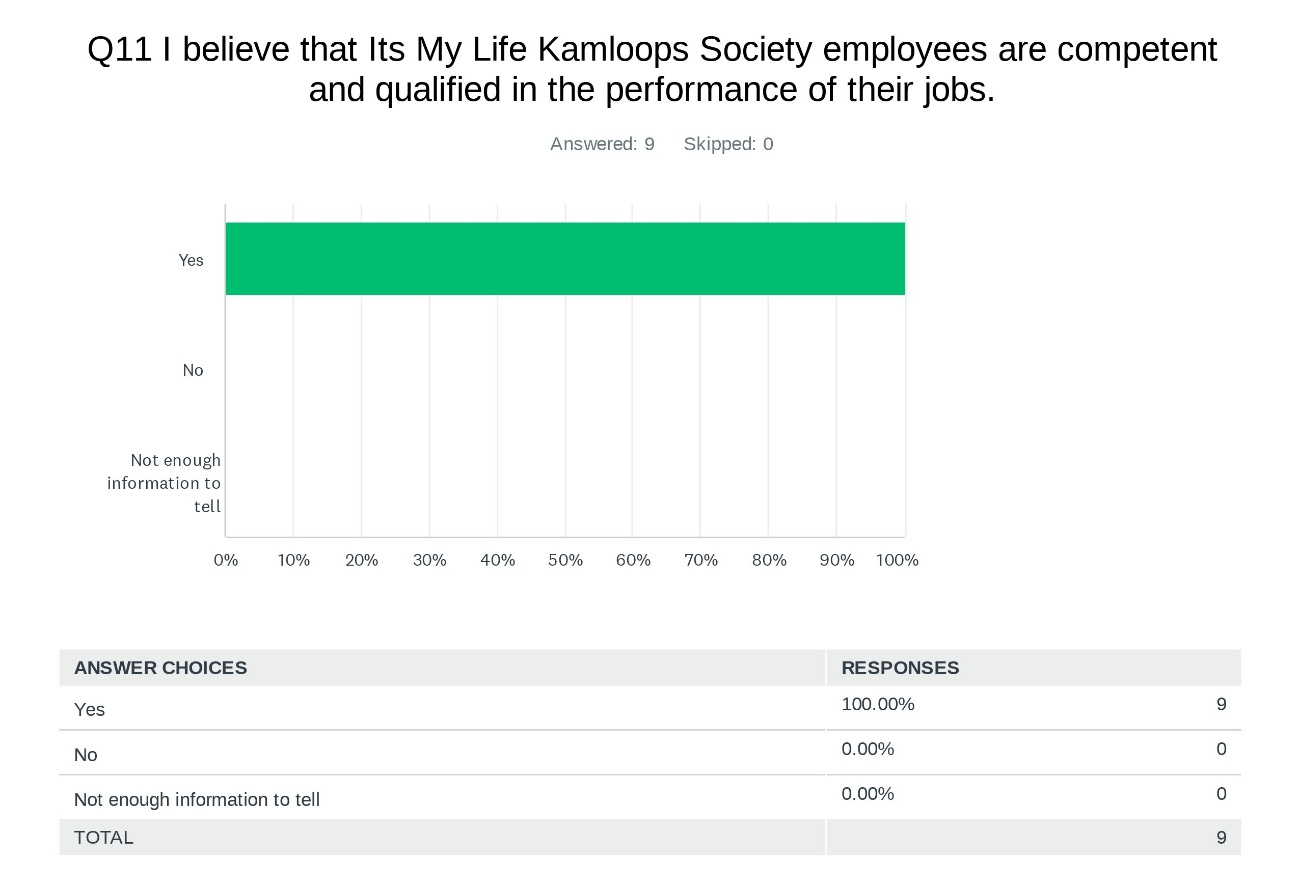 Q11 I believe that Its My Life Kamloops Society employees are competent
and qualified in the performance of their jobs.
Answered: 9 Skipped: 0
Yes
No
Not enough
information to
tell
0% 10% 20% 30% 40% 50% 60% 70% 80% 90% 100%
ANSWER CHOICES RESPONSES
Yes 100.00% 9
No 0.00% 0
Not enough information to tell 0.00% 0
TOTAL 9